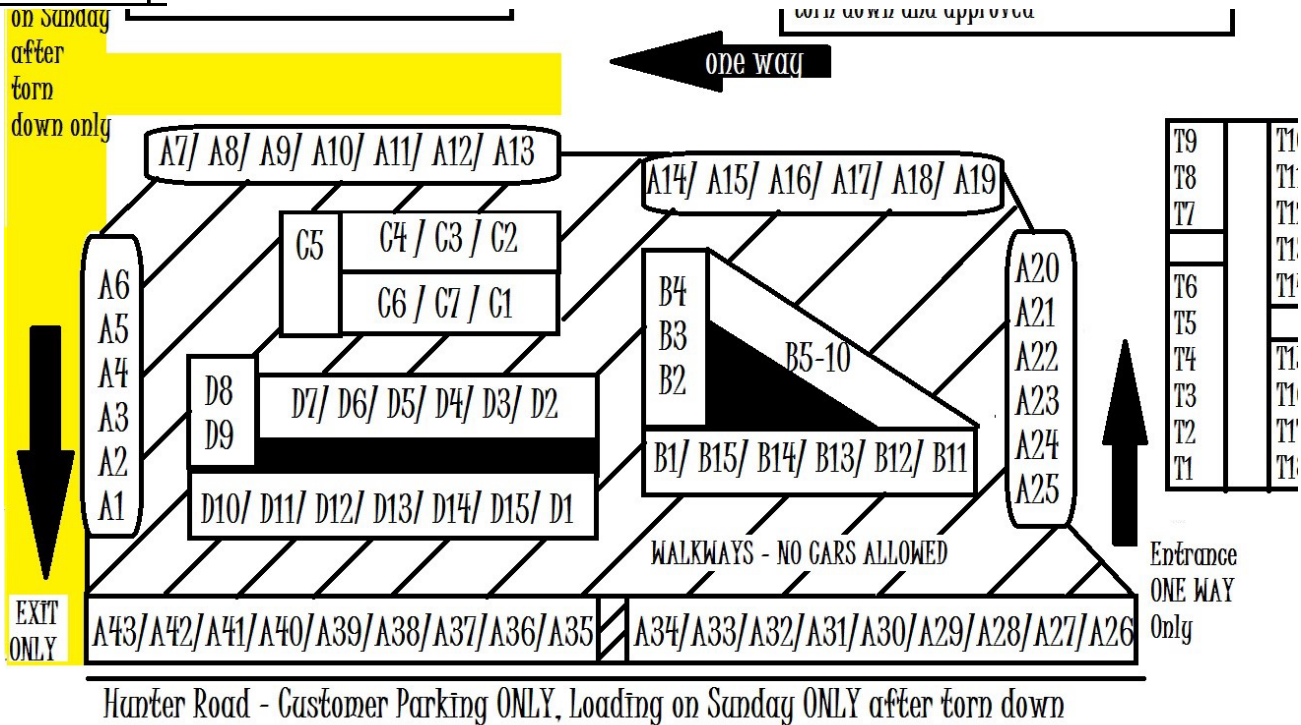 on Sunday
after
torn
down only
torn down and approved
one way
A7/ A8/ A9/ A10/ A11/ A12/ A13
A14/ A15/ A16/ A17/ A18/ A19
C5
C4 / C3 / C2
C6 / C7 / C1
A6
A5
A4
A3
A2
A1
B4
B3
B2
B5-10
B1/ B15/ B14/ B13/ B12/ B11
D8
D9
D7/ D6/ D5/ D4/ D3/ D2
D10/ D11/ D12/ D13/ D14/ D15/ D1
A20
A21
A22
A23
A24
A25
T9
T8
T7
T6
T5
T4
T3
T2
T1
T11
T12
T14
T17
WALKWAYS - NO CARS ALLOWED
Entrance
ONE WAY
Only
EXIT
ONLY
A43/A42/A41/A40/A39/A38/A37/A36/A35
A34/A33/A32/A31/A30/A29/A28/A27/A26
Hunter Road - Customer Parking ONLY, Loading on Sunday ONLY after torn down